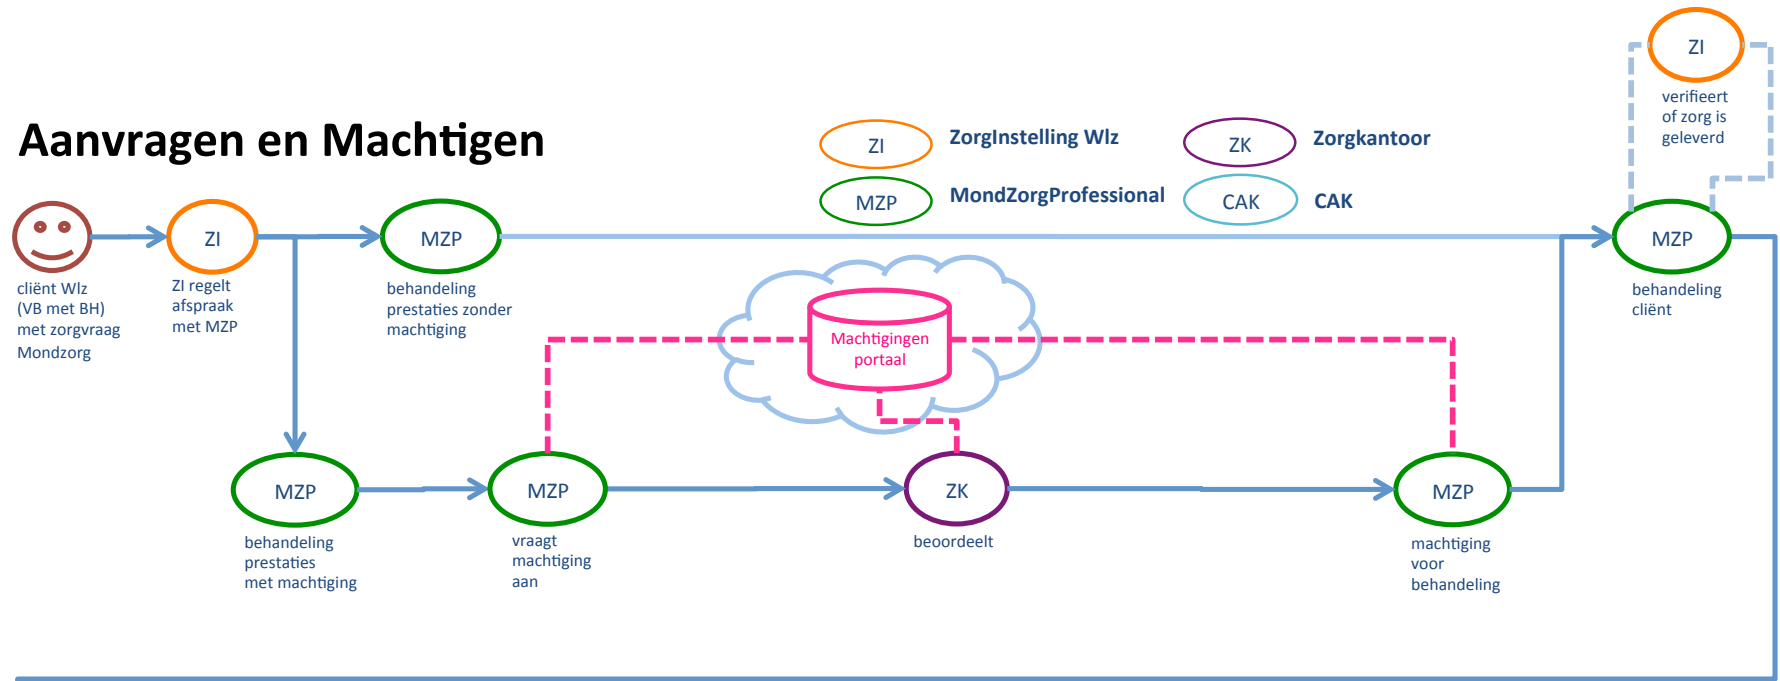 ZI
verifieert
of zorg is
geleverd
Aanvragen en Machtigen
ZI ZorgInstelling Wlz ZK Zorgkantoor
MZP MondZorgProfessional CAK CAK
ZI
MZP
MZP
cliënt Wlz
(VB met BH)
met zorgvraag
Mondzorg
ZI regelt
afspraak
met MZP
behandeling
prestaties zonder
machtiging
behandeling
cliënt
Machtigingen
portaal
MZP
MZP
ZK
MZP
behandeling
prestaties
met machtiging
vraagt
machtiging
aan
beoordeelt
machtiging
voor
behandeling